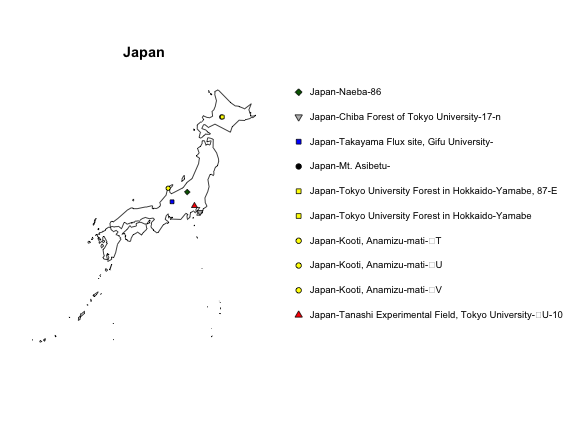 Japan
Japan-Naeba-86
Japan-Chiba Forest of Tokyo University-17-n
Japan-Takayama Flux site, Gifu University-
Japan-Mt. Asibetu-
Japan-Tokyo University Forest in Hokkaido-Yamabe, 87-E
Japan-Tokyo University Forest in Hokkaido-Yamabe
Japan-Kooti, Anamizu-mati-□T
Japan-Kooti, Anamizu-mati-□U
Japan-Kooti, Anamizu-mati-□V
Japan-Tanashi Experimental Field, Tokyo University-□U-10